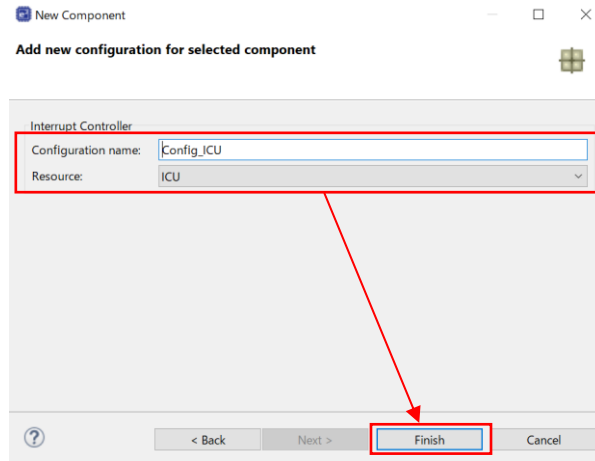 New Component
Add new configuration for selected component
Interrupt Controller
Configuration name: Config_ICU
Resource: ICU
?
< Back Next > Finish Cancel